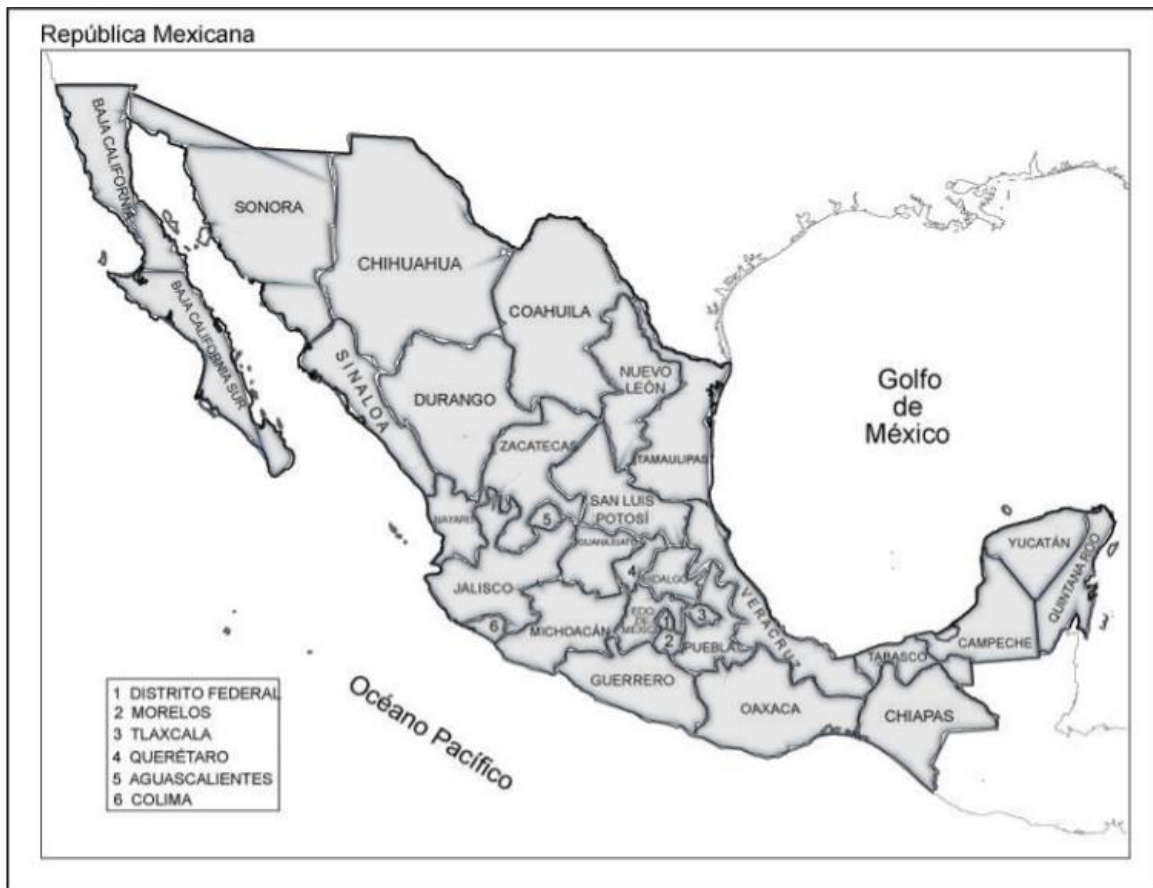 República Mexicana
BAJA CALIFORNIA
SONORA
CHIHUAHUA
COAHUILA
BAJA CALIFORNIA SUR
SINALOA
NUEVO
LEÓN
DURANGO
Golfo
de
México
ZACATECAS
TAMAULIPAS
SAN LUIS
POTOSÍ
NAYARIT
5
GUANAJUATO
YUCATÁN
QUINTANA ROO
4
HIDALGO
JALISCO
VERACRUZ
6
MICHOACÁN
EDO
DE
MEXICO
1
2
3
PUEBLA
CAMPECHE
TABASCO
GUERRERO
OAXACA
CHIAPAS
Océano Pacífico
1 DISTRITO FEDERAL
2 MORELOS
3 TLAXCALA
4 QUERÉTARO
5 AGUASCALIENTES
6 COLIMA